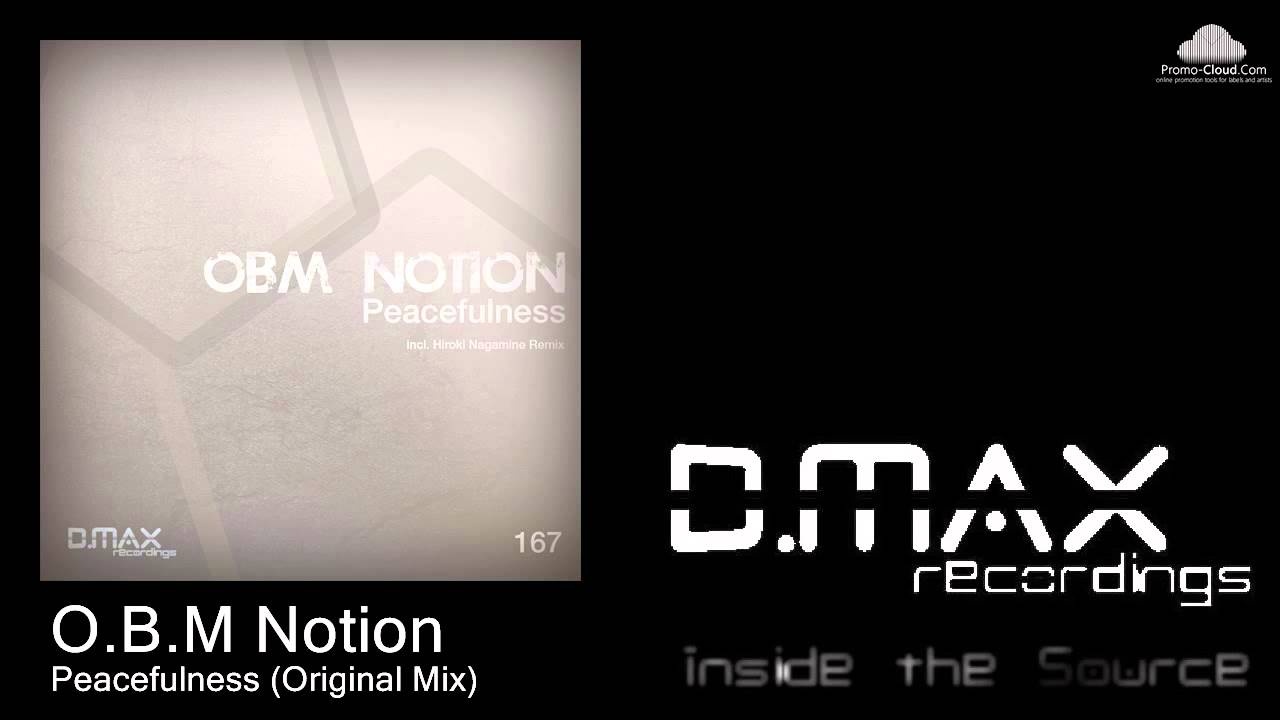 Promo-Cloud.Com
online promotion tools for labels and artists
OBM NOTION
Peacefulness
incl. Hiroki Nagamine Remix
D.MAX
recordings
167
D.MAX
recordings
inside the Source
O.B.M Notion
Peacefulness (Original Mix)